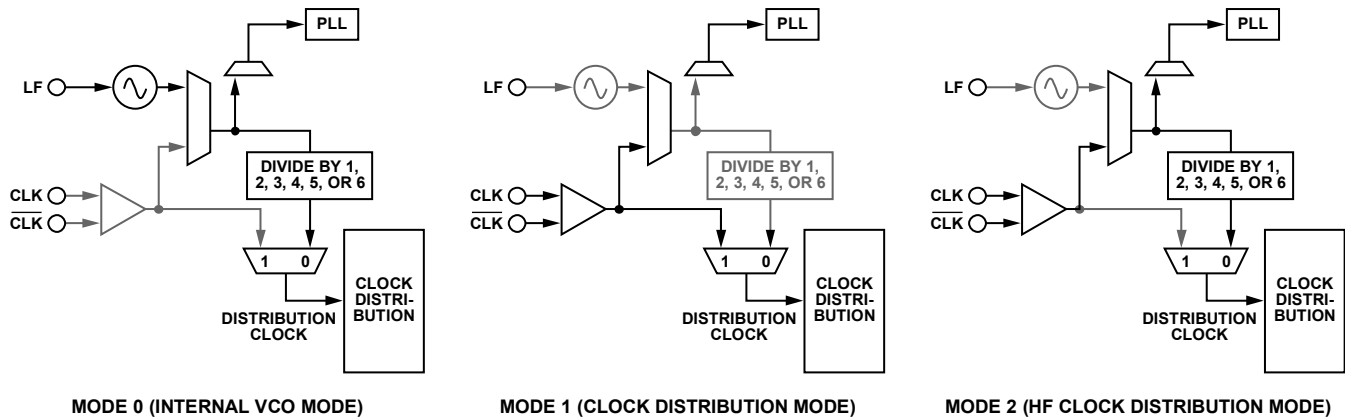 PLL
LF
DIVIDE BY 1,
2, 3, 4, 5, OR 6
CLK
CLK
1 0
CLOCK
DISTRI-
BUTION
DISTRIBUTION
CLOCK
MODE 0 (INTERNAL VCO MODE)
PLL
LF
DIVIDE BY 1,
2, 3, 4, 5, OR 6
CLK
CLK
1 0
CLOCK
DISTRI-
BUTION
DISTRIBUTION
CLOCK
MODE 1 (CLOCK DISTRIBUTION MODE)
PLL
LF
DIVIDE BY 1,
2, 3, 4, 5, OR 6
CLK
CLK
1 0
CLOCK
DISTRI-
BUTION
DISTRIBUTION
CLOCK
MODE 2 (HF CLOCK DISTRIBUTION MODE)